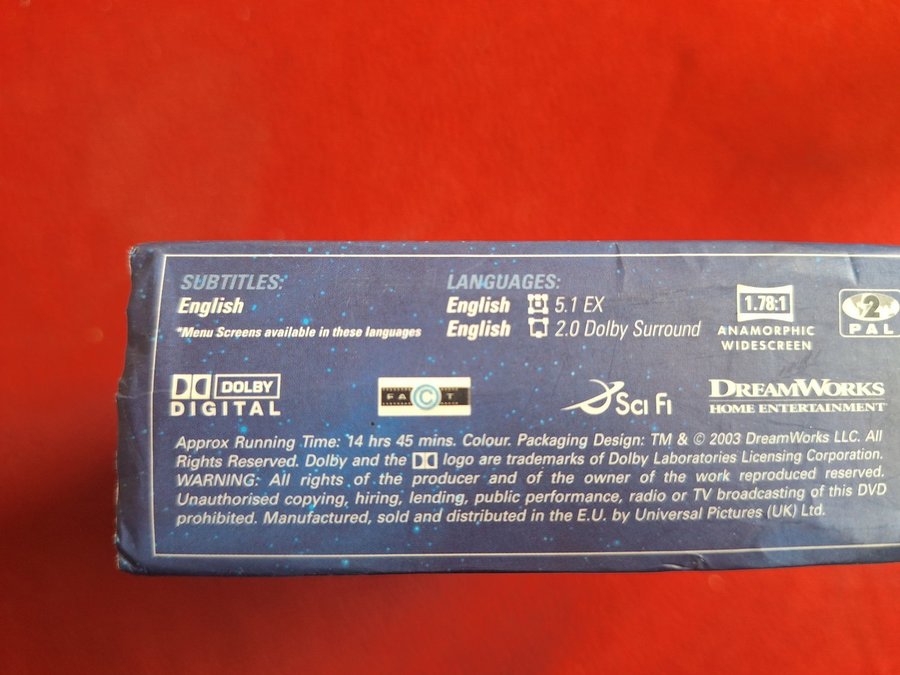 SUBTITLES: LANGUAGES:
English English 5.1 EX
*Menu Screens available in these languages English 2.0 Dolby Surround
1.78:1
ANAMORPHIC
WIDESCREEN
2
PAL
DOLBY
DIGITAL
FACT
SCI FI
DREAMWORKS
HOME ENTERTAINMENT
Approx Running Time: 14 hrs 45 mins. Colour. Packaging Design: TM & © 2003 DreamWorks LLC. All
Rights Reserved. Dolby and the logo are trademarks of Dolby Laboratories Licensing Corporation.
WARNING: All rights of the producer and of the owner of the work reproduced reserved.
Unauthorised copying, hiring, lending, public performance, radio or TV broadcasting of this DVD
prohibited. Manufactured, sold and distributed in the E.U. by Universal Pictures (UK) Ltd.